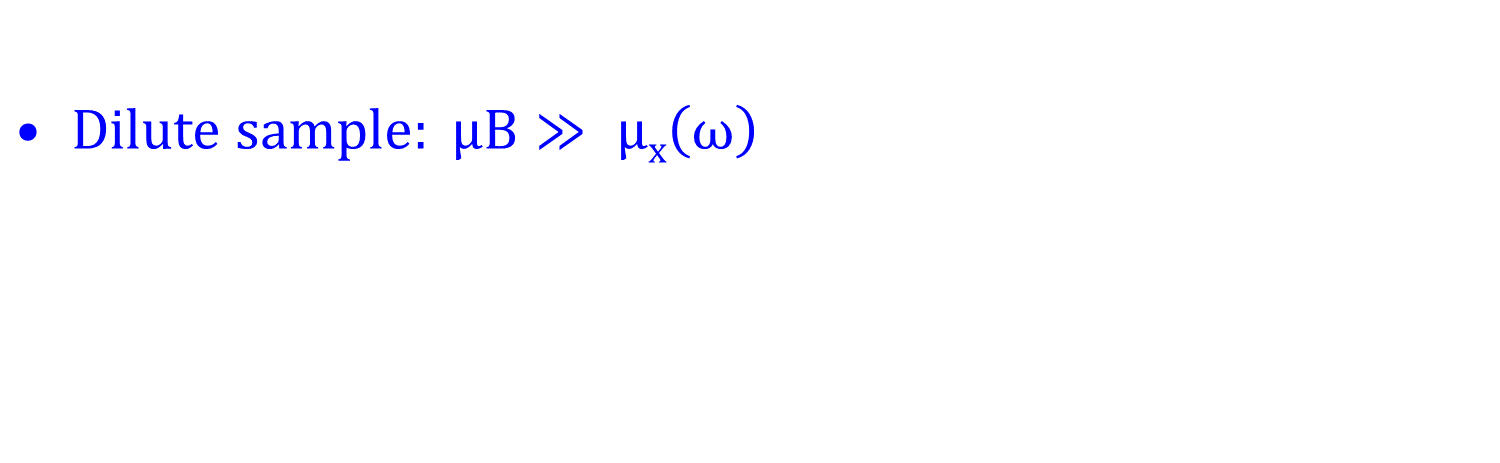 • Dilute sample: μB ≫ μₓ(ω)